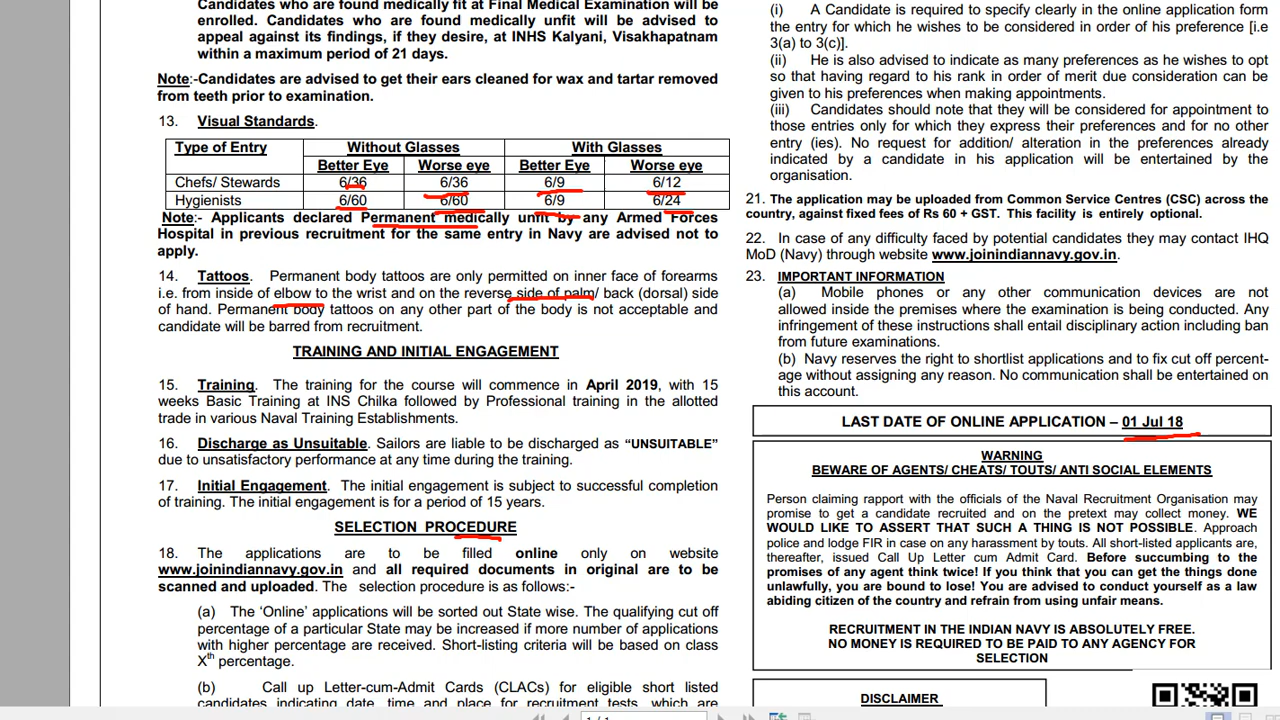 Candidates who are found medically fit at Final Medical Examination will be
enrolled. Candidates who are found medically unfit will be advised to
appeal against its findings, if they desire, at INHS Kalyani, Visakhapatnam
within a maximum period of 21 days.
Note:-Candidates are advised to get their ears cleaned for wax and tartar removed
from teeth prior to examination.
13. Visual Standards.
Type of Entry Without Glasses With Glasses
Better Eye Worse eye Better Eye Worse eye
Chefs/ Stewards 6/36 6/36 6/9 6/12
Hygienists 6/60 6/60 6/9 6/24
Note:- Applicants declared Permanent medically unfit by any Armed Forces
Hospital in previous recruitment for the same entry in Navy are advised not to
apply.
14. Tattoos. Permanent body tattoos are only permitted on inner face of forearms
i.e. from inside of elbow to the wrist and on the reverse side of palm/ back (dorsal) side
of hand. Permanent body tattoos on any other part of the body is not acceptable and
candidate will be barred from recruitment.
TRAINING AND INITIAL ENGAGEMENT
15. Training. The training for the course will commence in April 2019, with 15
weeks Basic Training at INS Chilka followed by Professional training in the allotted
trade in various Naval Training Establishments.
16. Discharge as Unsuitable. Sailors are liable to be discharged as “UNSUITABLE”
due to unsatisfactory performance at any time during the training.
17. Initial Engagement. The initial engagement is subject to successful completion
of training. The initial engagement is for a period of 15 years.
SELECTION PROCEDURE
18. The applications are to be filled online only on website
www.joinindiannavy.gov.in and all required documents in original are to be
scanned and uploaded. The selection procedure is as follows:-
(a) The ‘Online’ applications will be sorted out State wise. The qualifying cut off
percentage of a particular State may be increased if more number of applications
with higher percentage are received. Short-listing criteria will be based on class
Xth percentage.
(b) Call up Letter-cum-Admit Cards (CLACs) for eligible short listed
candidates indicating date, time and place for recruitment tests, which are
(i) A Candidate is required to specify clearly in the online application form
the entry for which he wishes to be considered in order of his preference [i.e
3(a) to 3(c)].
(ii) He is also advised to indicate as many preferences as he wishes to opt
so that having regard to his rank in order of merit due consideration can be
given to his preferences when making appointments.
(iii) Candidates should note that they will be considered for appointment to
those entries only for which they express their preferences and for no other
entry (ies). No request for addition/ alteration in the preferences already
indicated by a candidate in his application will be entertained by the
organisation.
21. The application may be uploaded from Common Service Centres (CSC) across the
country, against fixed fees of Rs 60 + GST. This facility is entirely optional.
22. In case of any difficulty faced by potential candidates they may contact IHQ
MoD (Navy) through website www.joinindiannavy.gov.in.
23. IMPORTANT INFORMATION
(a) Mobile phones or any other communication devices are not
allowed inside the premises where the examination is being conducted. Any
infringement of these instructions shall entail disciplinary action including ban
from future examinations.
(b) Navy reserves the right to shortlist applications and to fix cut off percent-
age without assigning any reason. No communication shall be entertained on
this account.
LAST DATE OF ONLINE APPLICATION – 01 Jul 18
WARNING
BEWARE OF AGENTS/ CHEATS/ TOUTS/ ANTI SOCIAL ELEMENTS
Person claiming rapport with the officials of the Naval Recruitment Organisation may
promise to get a candidate recruited and on the pretext may collect money. WE
WOULD LIKE TO ASSERT THAT SUCH A THING IS NOT POSSIBLE. Approach
police and lodge FIR in case on any harassment by touts. All short-listed applicants are,
thereafter, issued Call Up Letter cum Admit Card. Before succumbing to the
promises of any agent think twice! If you think that you can get the things done
unlawfully, you are bound to lose! You are advised to conduct yourself as a law
abiding citizen of the country and refrain from using unfair means.
RECRUITMENT IN THE INDIAN NAVY IS ABSOLUTELY FREE.
NO MONEY IS REQUIRED TO BE PAID TO ANY AGENCY FOR
SELECTION
DISCLAIMER
1 / 1